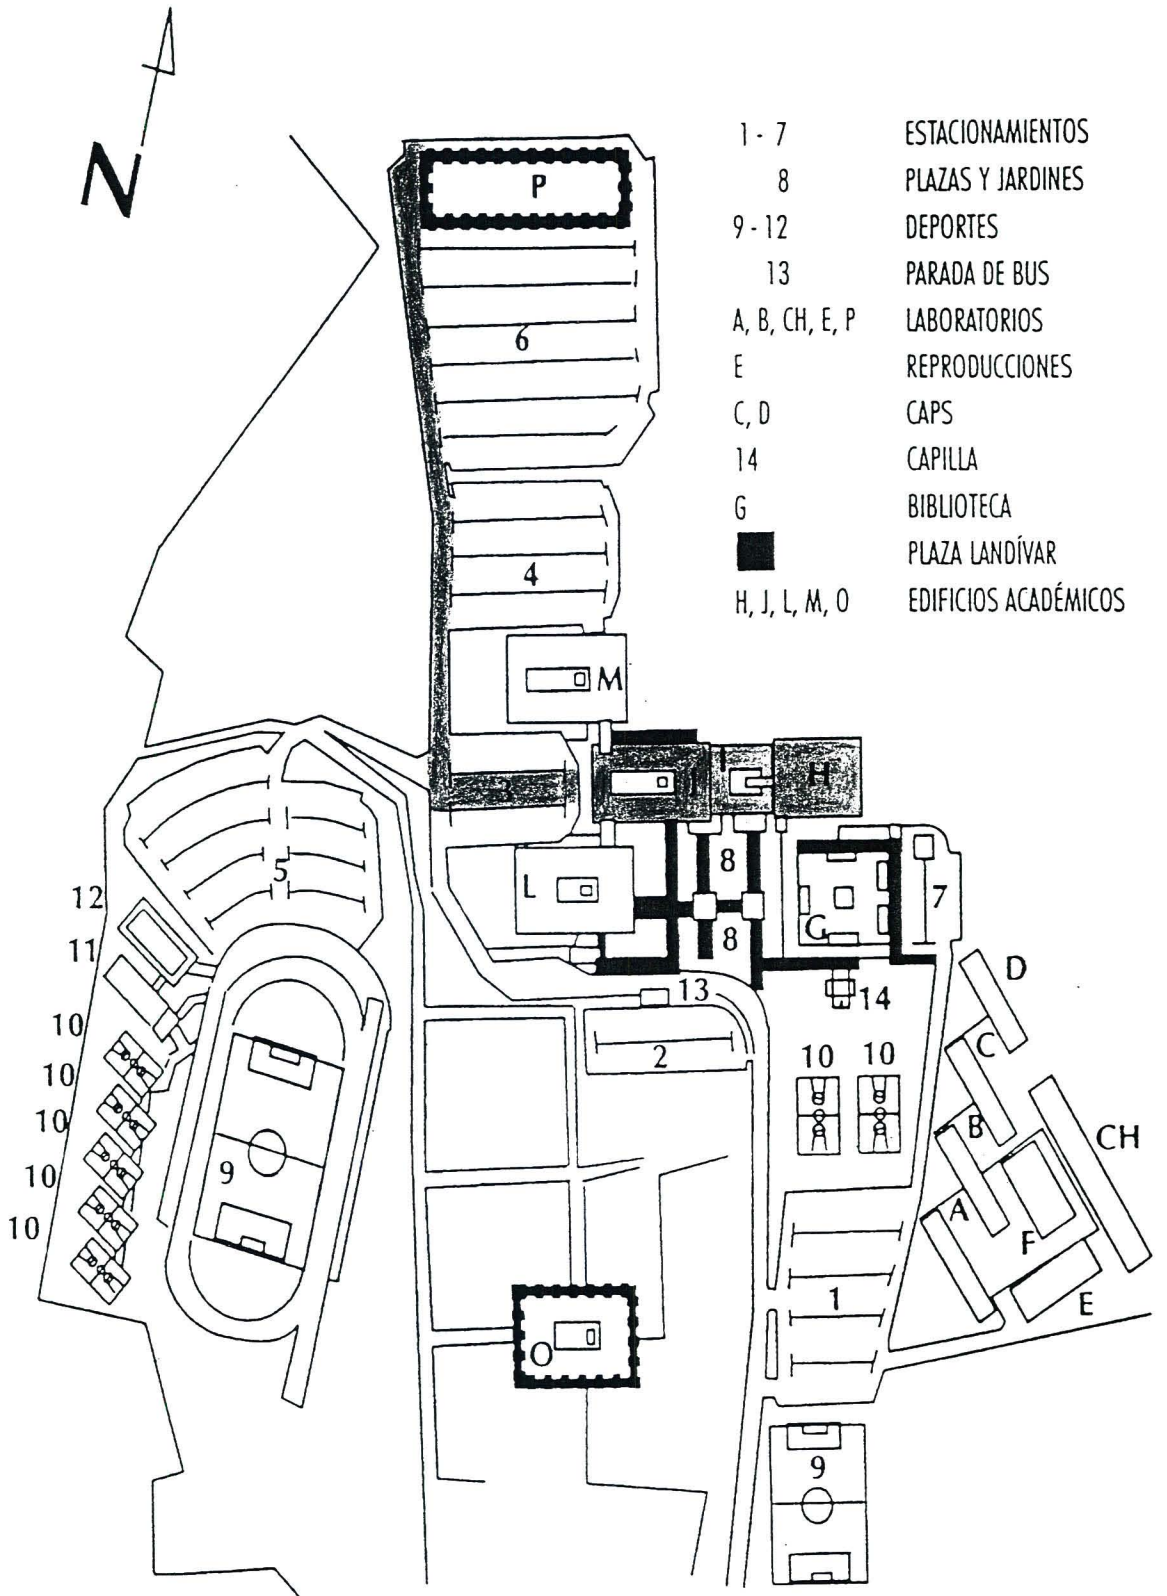 N
1 - 7 ESTACIONAMIENTOS
8 PLAZAS Y JARDINES
9 - 12 DEPORTES
13 PARADA DE BUS
A, B, CH, E, P LABORATORIOS
E REPRODUCCIONES
C, D CAPS
14 CAPILLA
G BIBLIOTECA
PLAZA LANDÍVAR
H, J, L, M, O EDIFICIOS ACADÉMICOS
P
6
4
M
3
J
I
H
5
L
8
8
G
7
12
11
10
10
10
10
10
13
14
D
C
2
10
10
B
CH
9
A
F
1
E
O
9